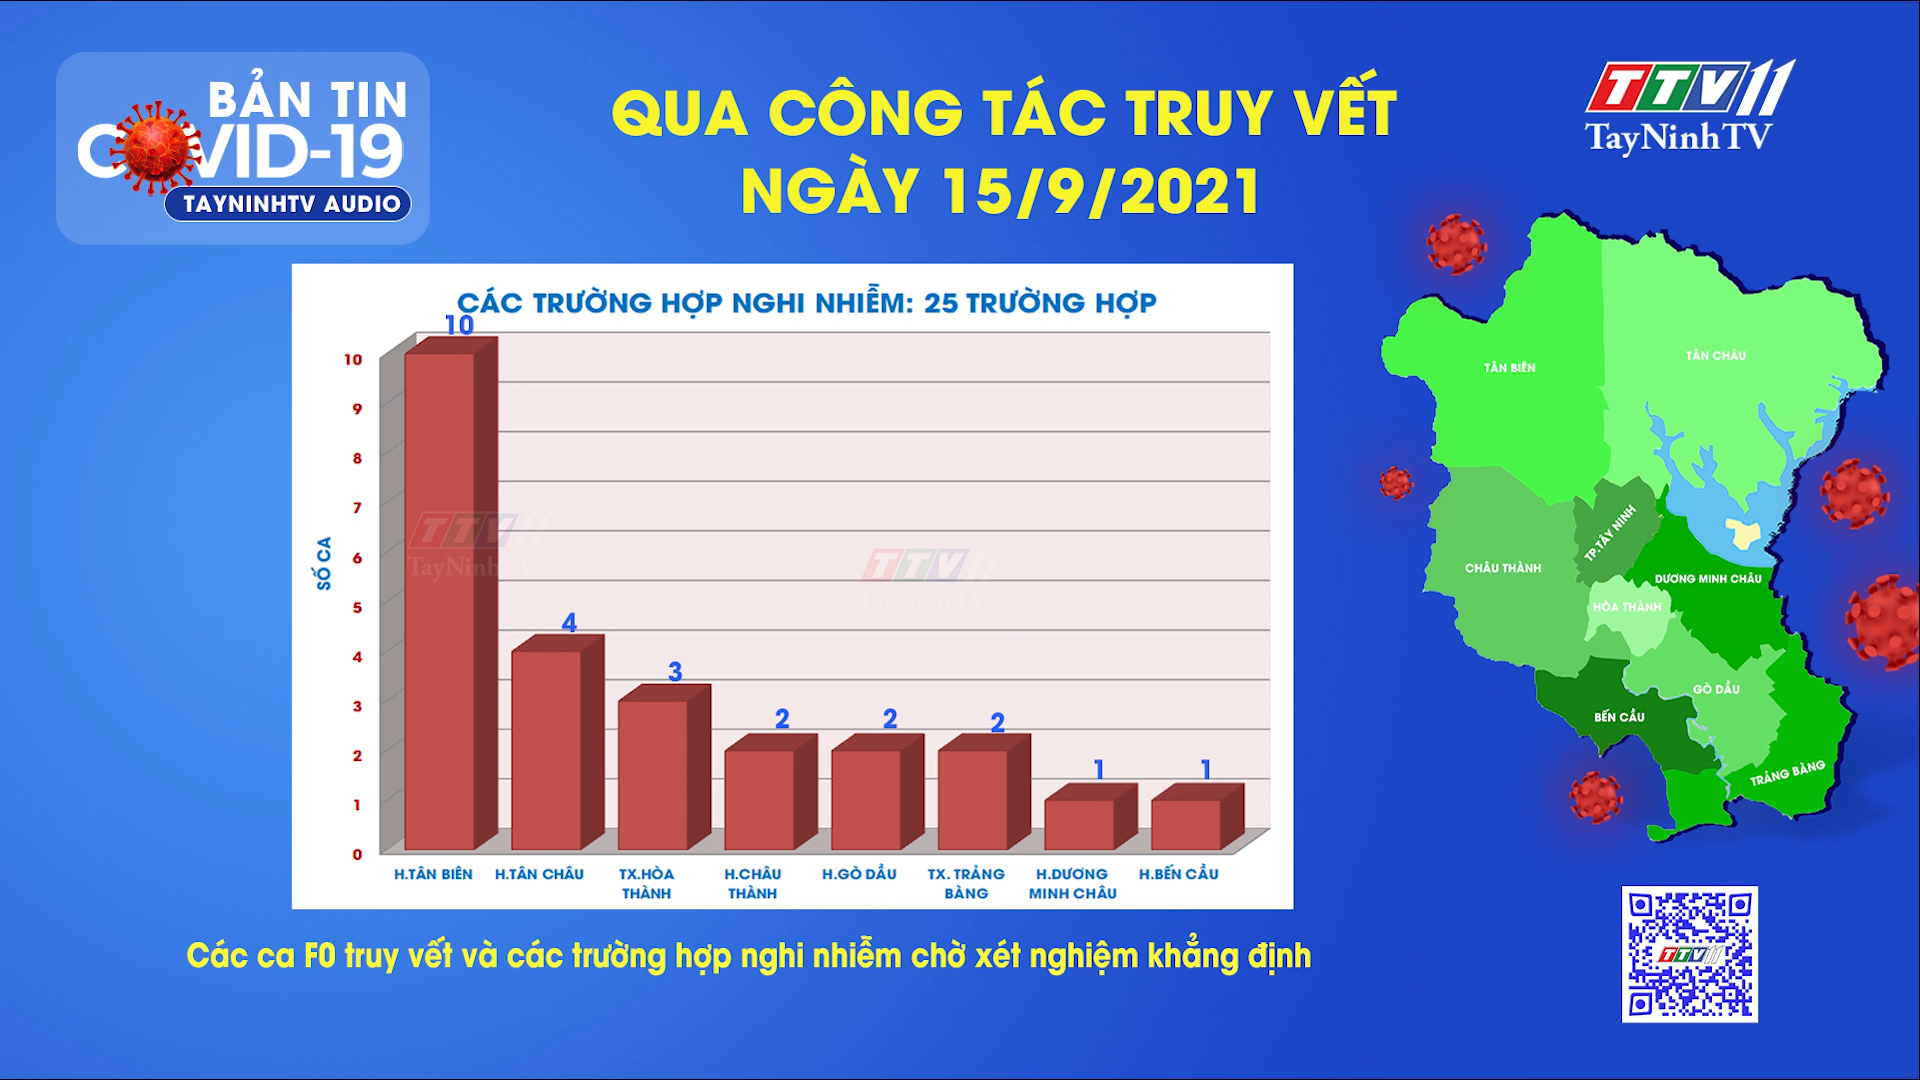 BẢN TIN
COVID-19
TAYNINHTV AUDIO
QUA CÔNG TÁC TRUY VẾT
NGÀY 15/9/2021
TTV11
TayNinhTV
CÁC TRƯỜNG HỢP NGHI NHIỄM: 25 TRƯỜNG HỢP
SỐ CA
10
9
8
7
6
5
4
3
2
1
0
10
4
3
2
2
2
1
1
H.TÂN BIÊN
H.TÂN CHÂU
TX.HÒA
THÀNH
H.CHÂU
THÀNH
H.GÒ DẦU
TX. TRẢNG
BÀNG
H.DƯƠNG
MINH CHÂU
H.BẾN CẦU
TTV11
TayNinhTV
TTV11
TayNinhTV
TÂN BIÊN
TÂN CHÂU
TP.TÂY NINH
CHÂU THÀNH
DƯƠNG MINH CHÂU
HÒA THÀNH
GÒ DẦU
BẾN CẦU
TRẢNG BÀNG
Các ca F0 truy vết và các trường hợp nghi nhiễm chờ xét nghiệm khẳng định
TTV11